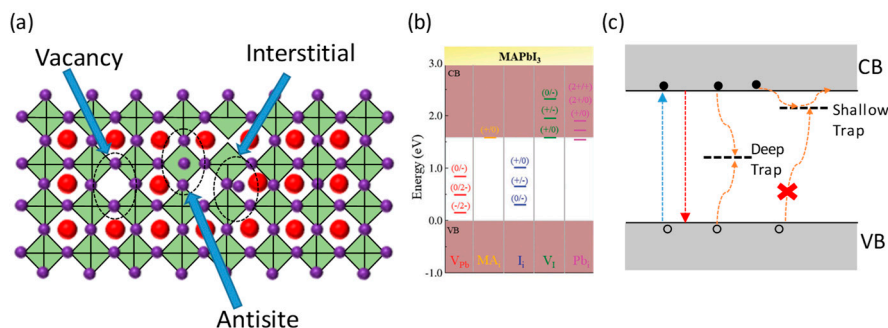 (a)
Vacancy
Interstitial
Antisite
(b)
MAPbI3
Energy (eV)
3.0
2.0
1.0
0.0
-1.0
CB
VB
(0/-)
(0/2-)
(-/2-)
(+/0)
(+/0)
(+/-)
(0/-)
(0/-)
(+/-)
(+/0)
(2+/+)
(2+/0)
(+/0)
VPb
MAi
Ii
VI
Pbi
(c)
CB
Shallow
Trap
Deep
Trap
VB